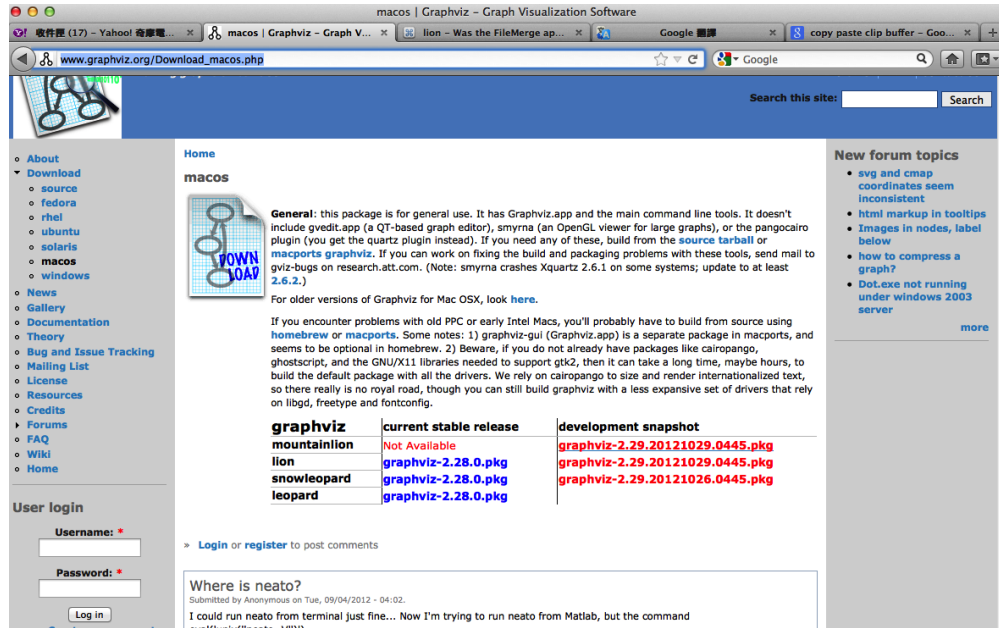 macos | Graphviz – Graph Visualization Software
收件匣 (17) – Yahoo! 奇摩電...
macos | Graphviz – Graph V...
lion – Was the FileMerge ap...
Google 翻譯
copy paste clip buffer – Goo...
www.graphviz.org/Download_macos.php
Google
Search this site:
Search
About
Download
source
fedora
rhel
ubuntu
solaris
macos
windows
News
Gallery
Documentation
Theory
Bug and Issue Tracking
Mailing List
License
Resources
Credits
Forums
FAQ
Wiki
Home
User login
Username: *
Password: *
Log in
Home
macos
DOWN
LOAD
General: this package is for general use. It has Graphviz.app and the main command line tools. It doesn't
include gvedit.app (a QT-based graph editor), smyrna (an OpenGL viewer for large graphs), or the pangocairo
plugin (you get the quartz plugin instead). If you need any of these, build from the source tarball or
macports graphviz. If you can work on fixing the build and packaging problems with these tools, send mail to
gviz-bugs on research.att.com. (Note: smyrna crashes Xquartz 2.6.1 on some systems; update to at least
2.6.2.)
For older versions of Graphviz for Mac OSX, look here.
If you encounter problems with old PPC or early Intel Macs, you'll probably have to build from source using
homebrew or macports. Some notes: 1) graphviz-gui (Graphviz.app) is a separate package in macports, and
seems to be optional in homebrew. 2) Beware, if you do not already have packages like cairopango,
ghostscript, and the GNU/X11 libraries needed to support gtk2, then it can take a long time, maybe hours, to
build the default package with all the drivers. We rely on cairopango to size and render internationalized text,
so there really is no royal road, though you can still build graphviz with a less expensive set of drivers that rely
on libgd, freetype and fontconfig.
graphviz current stable release development snapshot
mountainlion Not Available graphviz-2.29.20121029.0445.pkg
lion graphviz-2.28.0.pkg graphviz-2.29.20121029.0445.pkg
snowleopard graphviz-2.28.0.pkg graphviz-2.29.20121026.0445.pkg
leopard graphviz-2.28.0.pkg
» Login or register to post comments
Where is neato?
Submitted by Anonymous on Tue, 09/04/2012 - 04:02.
I could run neato from terminal just fine... Now I'm trying to run neato from Matlab, but the command
New forum topics
svg and cmap
coordinates seem
inconsistent
html markup in tooltips
Images in nodes, label
below
how to compress a
graph?
Dot.exe not running
under windows 2003
server
more